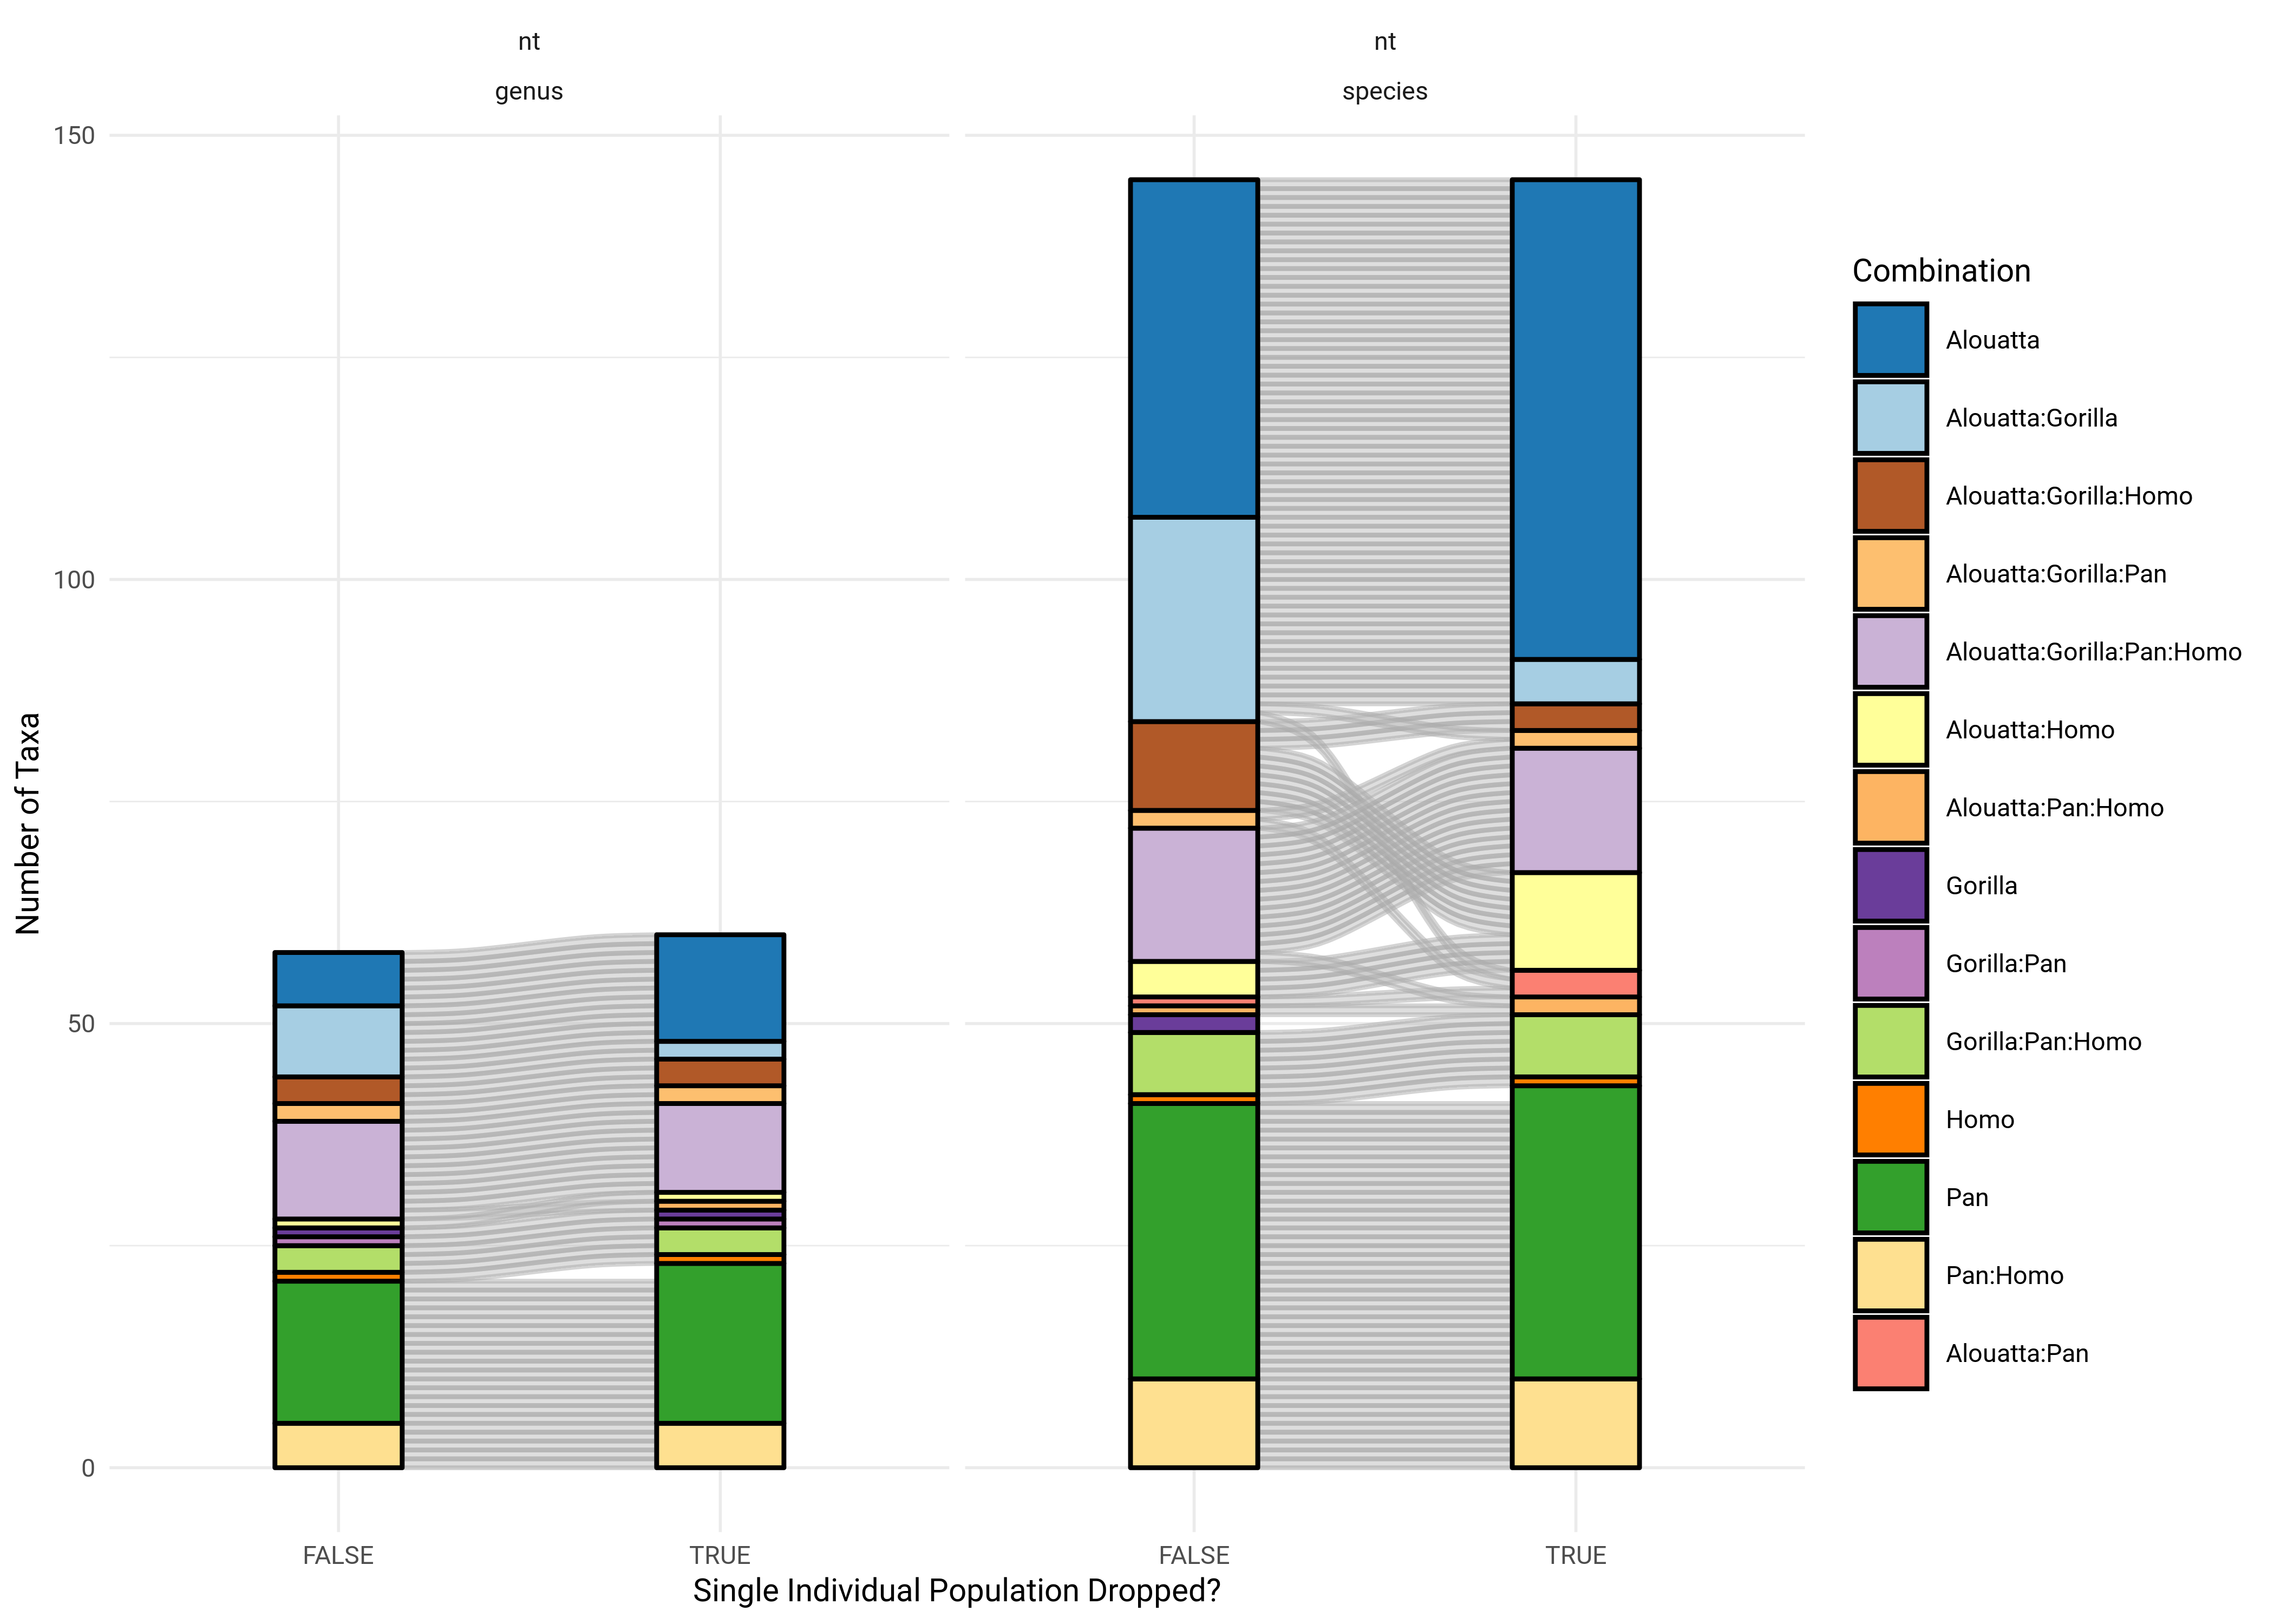 nt
nt
genus
species
150
100
50
0
Number of Taxa
FALSE
TRUE
FALSE
TRUE
Single Individual Population Dropped?
Combination
Alouatta
Alouatta:Gorilla
Alouatta:Gorilla:Homo
Alouatta:Gorilla:Pan
Alouatta:Gorilla:Pan:Homo
Alouatta:Homo
Alouatta:Pan:Homo
Gorilla
Gorilla:Pan
Gorilla:Pan:Homo
Homo
Pan
Pan:Homo
Alouatta:Pan